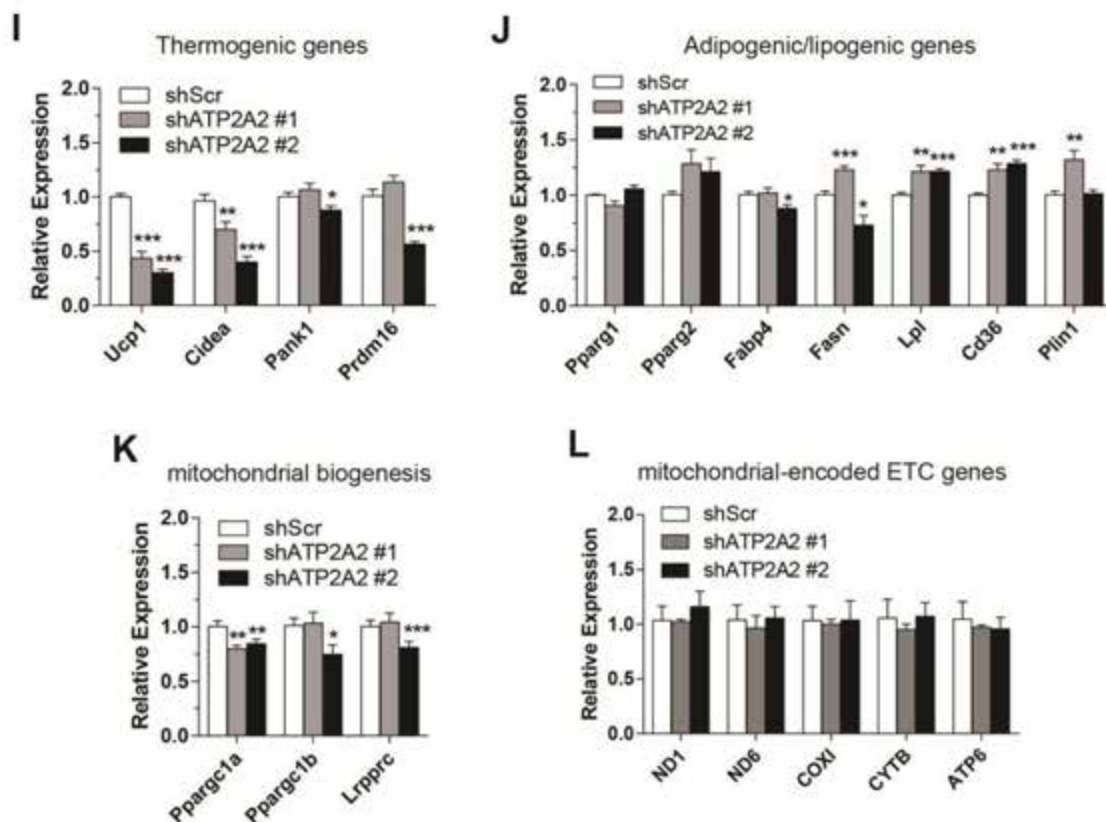 I
Thermogenic genes
shScr
shATP2A2 #1
shATP2A2 #2
Relative Expression
2.0
1.5
1.0
0.5
0.0
*** ***
** ***
*
***
Ucp1
Cidea
Pank1
Prdm16
J
Adipogenic/lipogenic genes
shScr
shATP2A2 #1
shATP2A2 #2
Relative Expression
2.0
1.5
1.0
0.5
0.0
*
*** *
** ***
** ***
**
Pparg1
Pparg2
Fabp4
Fasn
Lpl
Cd36
Plin1
K
mitochondrial biogenesis
shScr
shATP2A2 #1
shATP2A2 #2
Relative Expression
2.0
1.5
1.0
0.5
0.0
** **
*
***
Ppargc1a
Ppargc1b
Lrpprc
L
mitochondrial-encoded ETC genes
shScr
shATP2A2 #1
shATP2A2 #2
Relative Expression
2.0
1.5
1.0
0.5
0.0
ND1
ND6
COXI
CYTB
ATP6